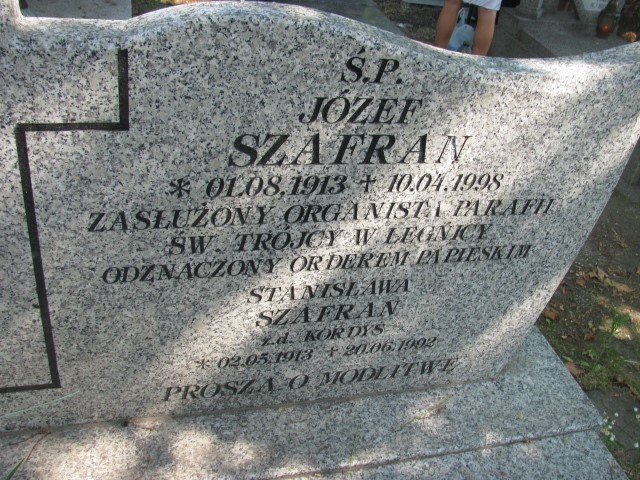 Ś.P.
JÓZEF
SZAFRAN
* 01.08.1913 + 10.04.1998
ZASŁUŻONY ORGANISTA PARAFII
ŚW. TRÓJCY W LEGNICY
ODZNACZONY ORDEREM PAPIESKIM
STANISŁAWA
SZAFRAN
z.d. KORDYS
* 02.05.1913 + 20.06.1992
PROSZĄ O MODLITWĘ